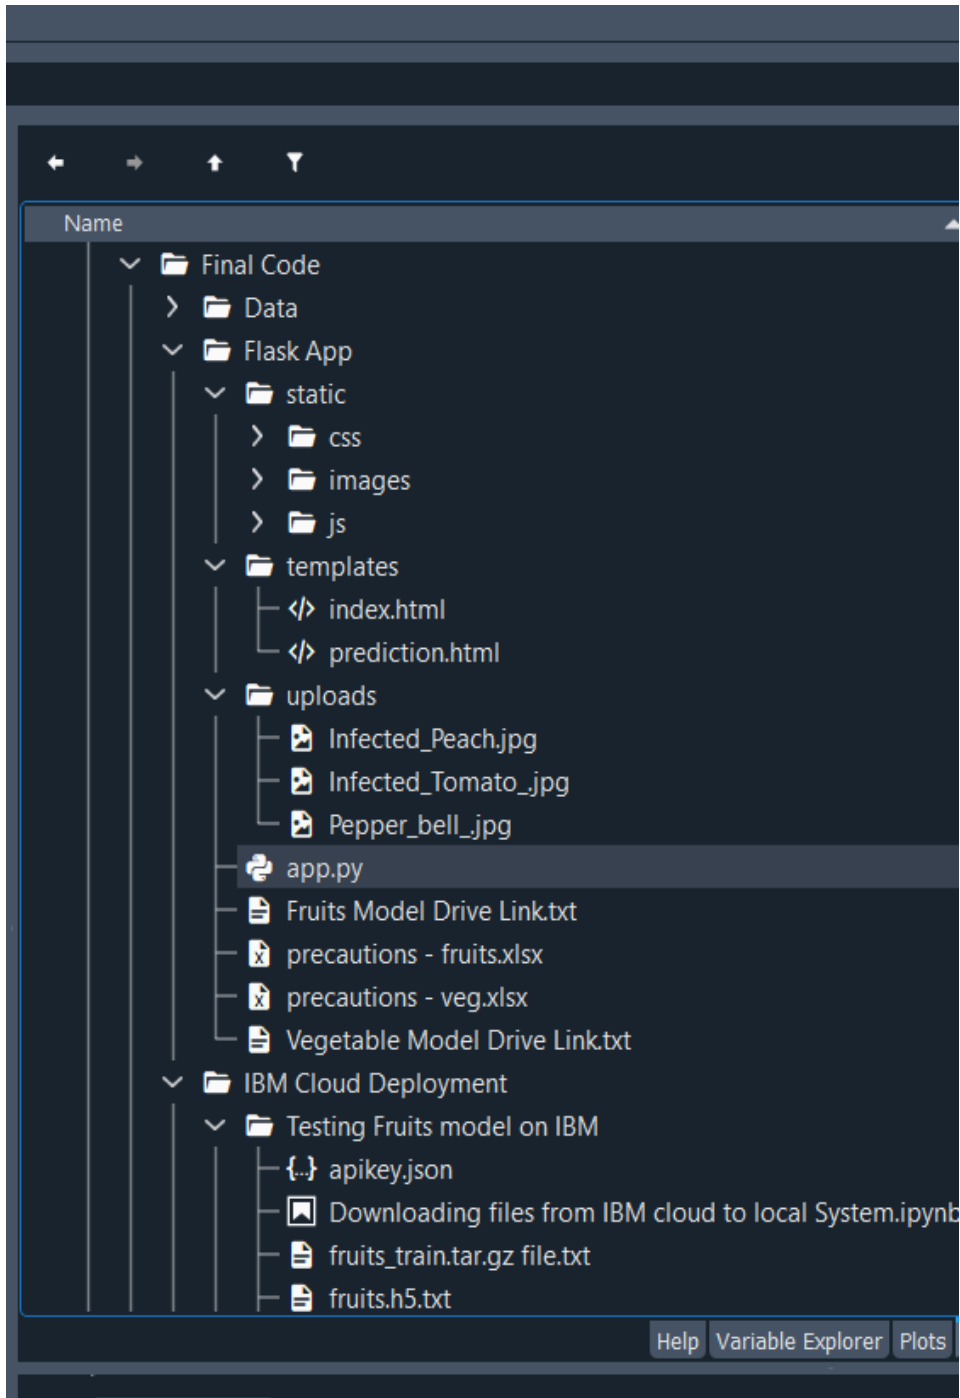 Name
Final Code
Data
Flask App
static
css
images
js
templates
index.html
prediction.html
uploads
Infected_Peach.jpg
Infected_Tomato_.jpg
Pepper_bell_.jpg
app.py
Fruits Model Drive Link.txt
precautions - fruits.xlsx
precautions - veg.xlsx
Vegetable Model Drive Link.txt
IBM Cloud Deployment
Testing Fruits model on IBM
apikey.json
Downloading files from IBM cloud to local System.ipynb
fruits_train.tar.gz file.txt
fruits.h5.txt
Help Variable Explorer Plots